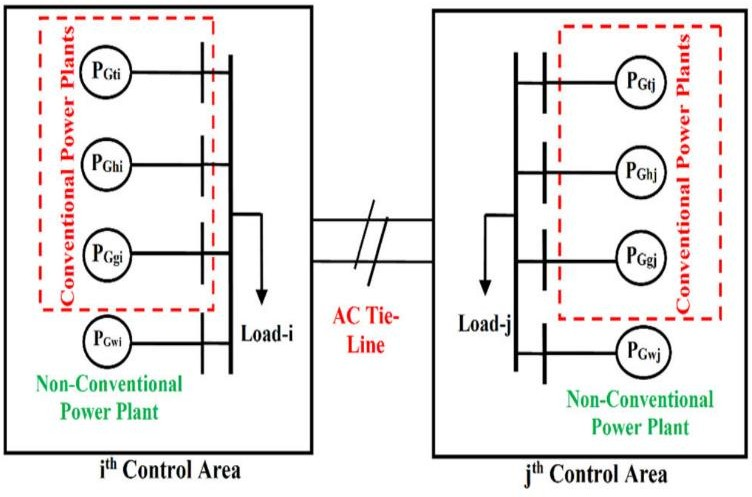 Conventional Power Plants
PGti
PGhi
PGgi
PGwi
Load-i
Non-Conventional
Power Plant
ith Control Area
AC Tie-
Line
Conventional Power Plants
PGtj
PGhj
PGgj
PGwj
Load-j
Non-Conventional
Power Plant
jth Control Area